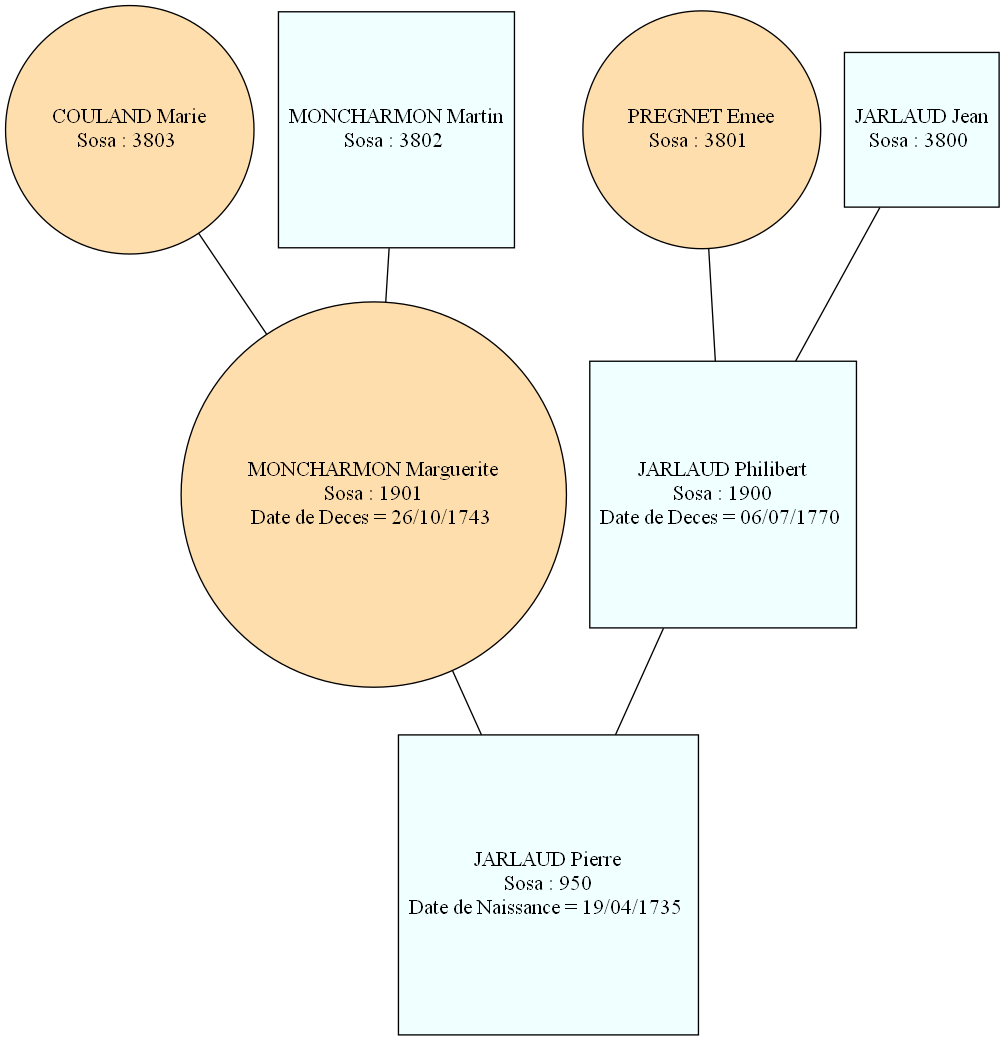 COULAND Marie
Sosa : 3803
MONCHARMON Martin
Sosa : 3802
PREGNET Emee
Sosa : 3801
JARLAUD Jean
Sosa : 3800
MONCHARMON Marguerite
Sosa : 1901
Date de Deces = 26/10/1743
JARLAUD Philibert
Sosa : 1900
Date de Deces = 06/07/1770
JARLAUD Pierre
Sosa : 950
Date de Naissance = 19/04/1735